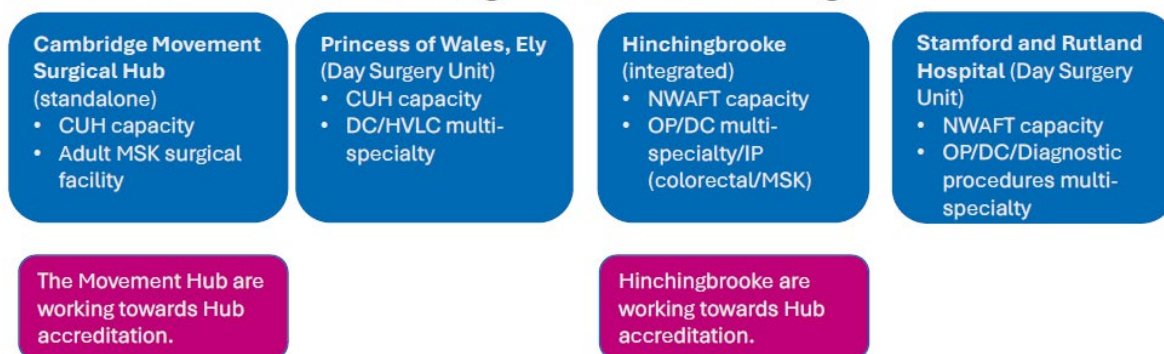 Cambridge Movement
Surgical Hub
(standalone)
• CUH capacity
• Adult MSK surgical
facility
Princess of Wales, Ely
(Day Surgery Unit)
• CUH capacity
• DC/HVLC multi-
specialty
Hinchingbrooke
(integrated)
• NWAFT capacity
• OP/DC multi-
specialty/IP
(colorectal/MSK)
Stamford and Rutland
Hospital (Day Surgery
Unit)
• NWAFT capacity
• OP/DC/Diagnostic
procedures multi-
specialty
The Movement Hub are
working towards Hub
accreditation.
Hinchingbrooke are
working towards Hub
accreditation.